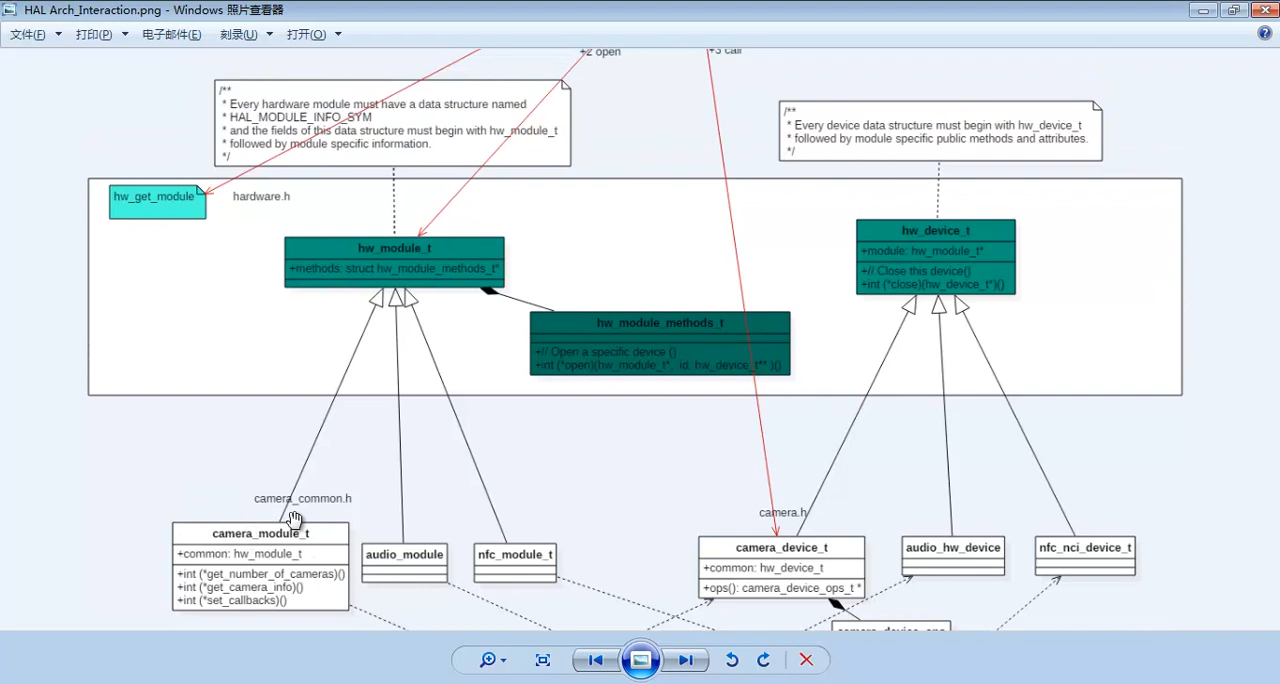 HAL Arch_Interaction.png - Windows 照片查看器
文件(F) 打印(P) 电子邮件(E) 刻录(U) 打开(O)
+2 open
+3 call
/**
* Every hardware module must have a data structure named
* HAL_MODULE_INFO_SYM
* and the fields of this data structure must begin with hw_module_t
* followed by module specific information.
*/
/**
* Every device data structure must begin with hw_device_t
* followed by module specific public methods and attributes.
*/
hw_get_module
hardware.h
hw_module_t
+methods: struct hw_module_methods_t*
hw_device_t
+module: hw_module_t*
+// Close this device()
+int (*close)(hw_device_t*)()
hw_module_methods_t
+// Open a specific device ()
+int (*open)(hw_module_t*, id, hw_device_t** )()
camera_common.h
camera_module_t
+common: hw_module_t
+int (*get_number_of_cameras)()
+int (*get_camera_info)()
+int (*set_callbacks)()
audio_module
nfc_module_t
camera.h
camera_device_t
+common: hw_device_t
+ops(): camera_device_ops_t *
audio_hw_device
nfc_nci_device_t